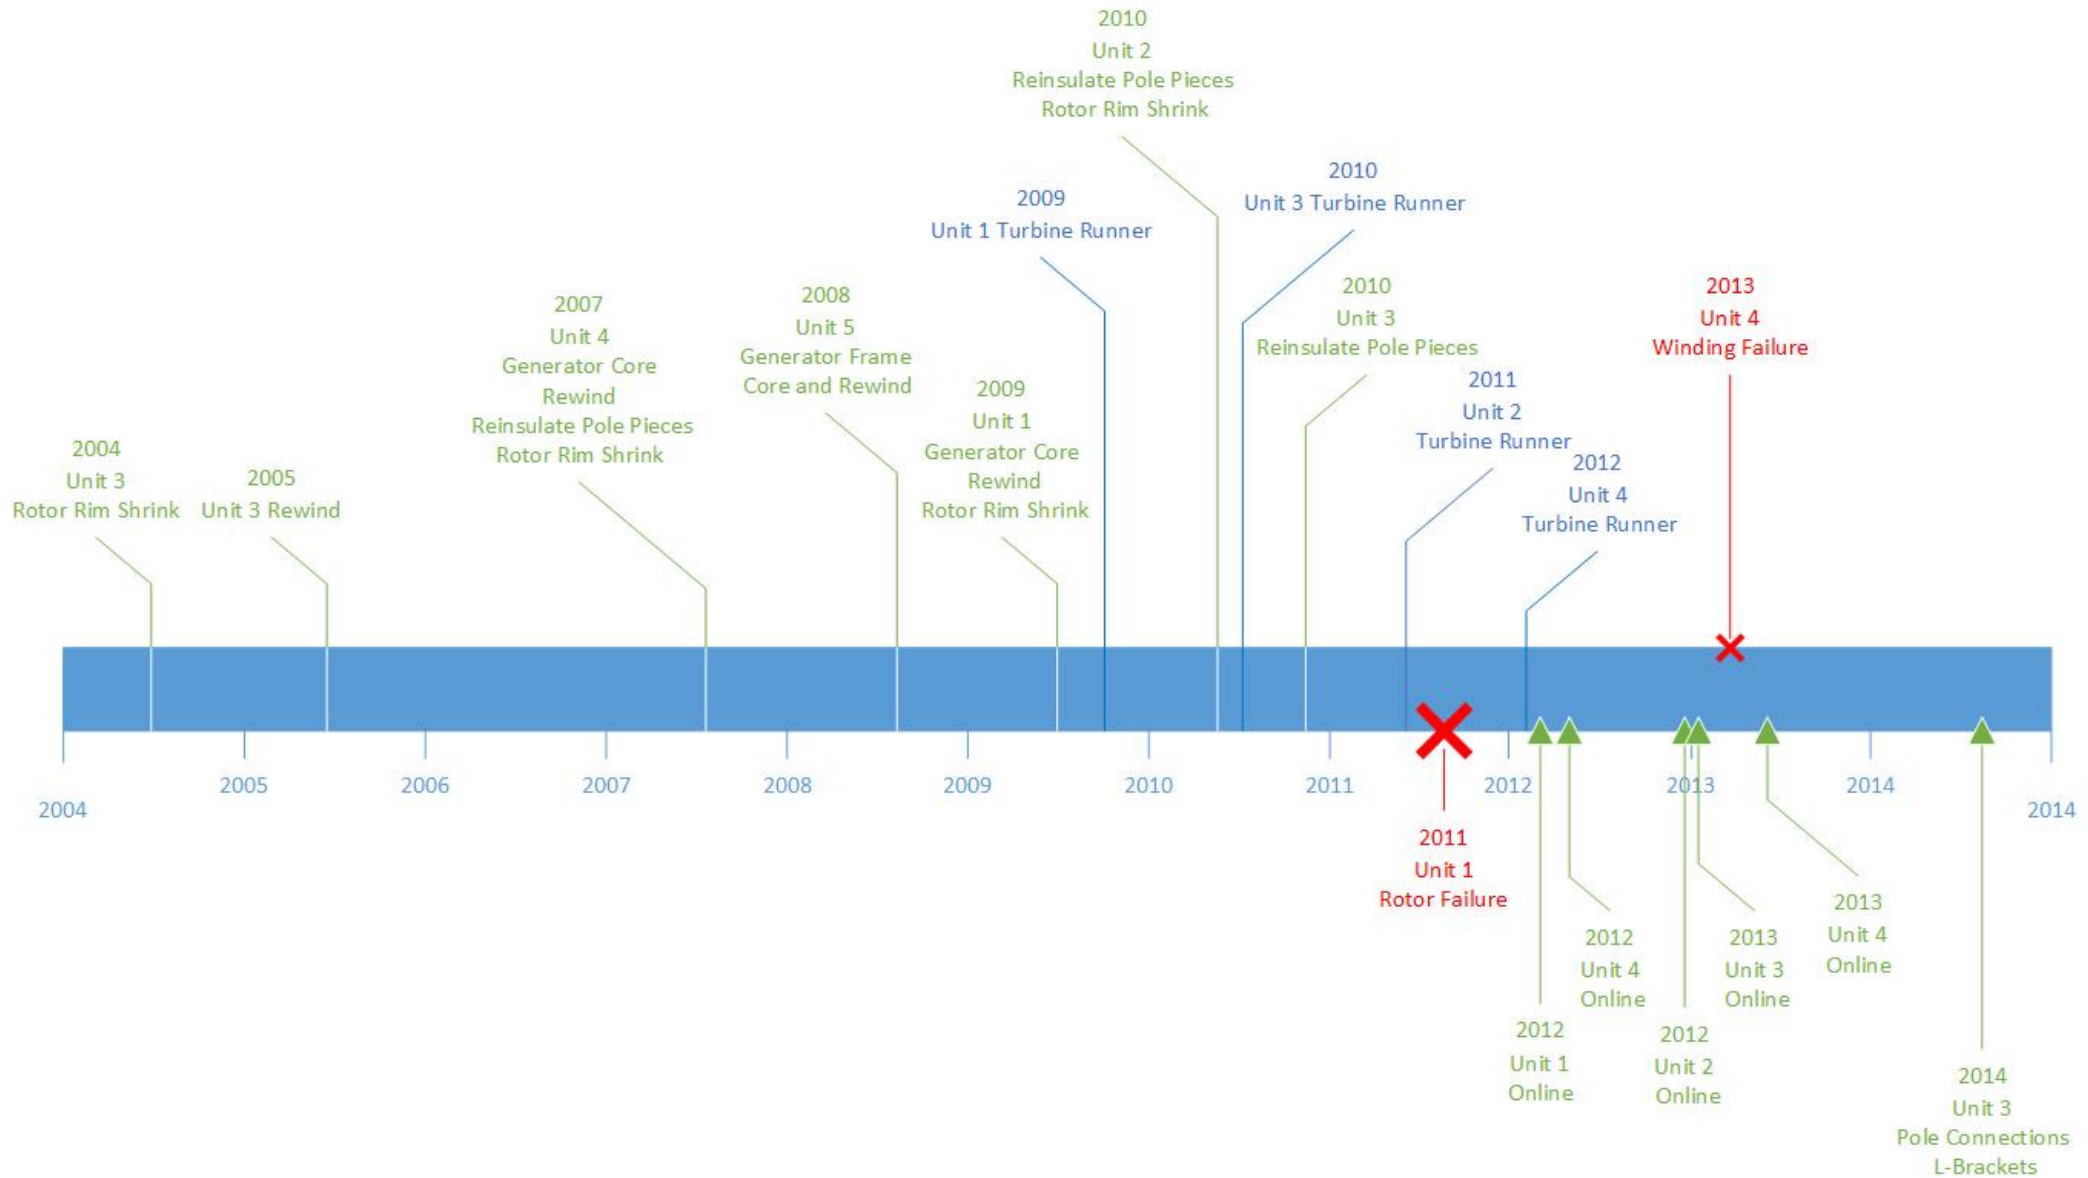 2010
Unit 2
Reinsulate Pole Pieces
Rotor Rim Shrink
2010
Unit 3 Turbine Runner
2009
Unit 1 Turbine Runner
2010
Unit 3
Reinsulate Pole Pieces
2013
Unit 4
Winding Failure
2007
Unit 4
Generator Core
Rewind
Reinsulate Pole Pieces
Rotor Rim Shrink
2008
Unit 5
Generator Frame
Core and Rewind
2009
Unit 1
Generator Core
Rewind
Rotor Rim Shrink
2011
Unit 2
Turbine Runner
2012
Unit 4
Turbine Runner
2004
Unit 3
Rotor Rim Shrink
2005
Unit 3 Rewind
2004
2005
2006
2007
2008
2009
2010
2011
2012
2013
2014
2014
2011
Unit 1
Rotor Failure
2012
Unit 1
Online
2012
Unit 4
Online
2012
Unit 2
Online
2013
Unit 3
Online
2013
Unit 4
Online
2014
Unit 3
Pole Connections
L-Brackets